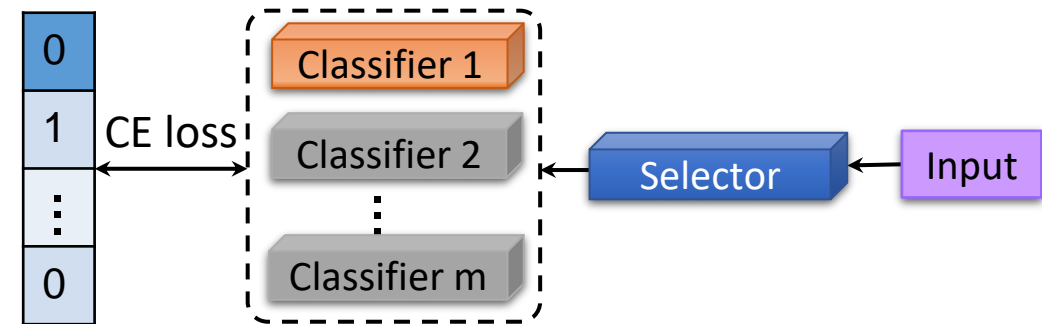 0
1
⋮
0
CE loss
Classifier 1
Classifier 2
⋮
Classifier m
Selector
Input